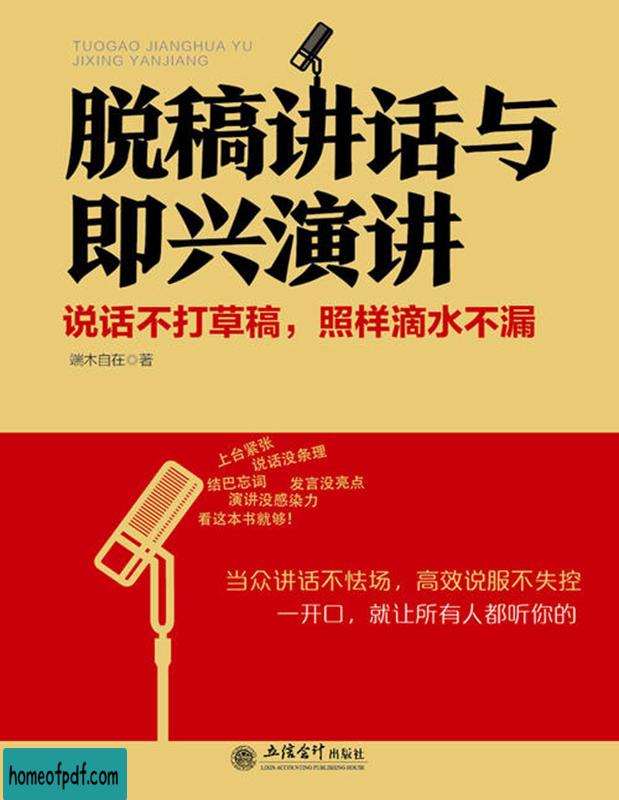 TUOGAO JIANGHUA YU
JIXING YANJIANG
脱稿讲话与
即兴演讲
说话不打草稿，照样滴水不漏
端木自在◎著
上台紧张
说话没条理
结巴忘词 发言没亮点
演讲没感染力
看这本书就够！
当众讲话不怯场，高效说服不失控
一开口，就让所有人都听你的
立信会计出版社
LIXIN ACCOUNTING PUBLISHING HOUSE
homeofpdf.com